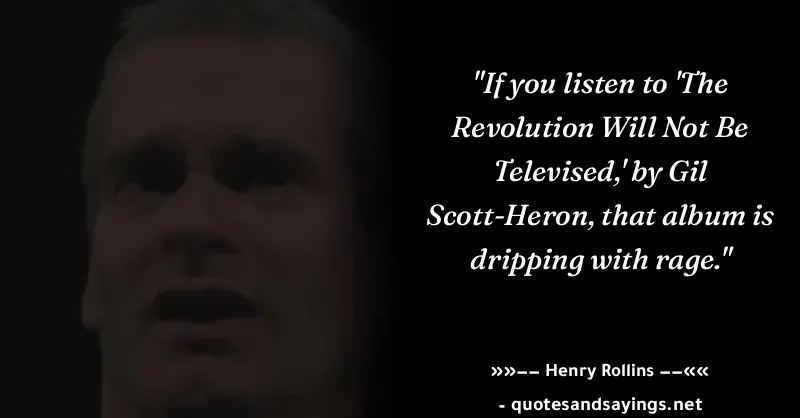 "If you listen to 'The
Revolution Will Not Be
Televised,' by Gil
Scott-Heron, that album is
dripping with rage."
»»−− Henry Rollins −−««
- quotesandsayings.net